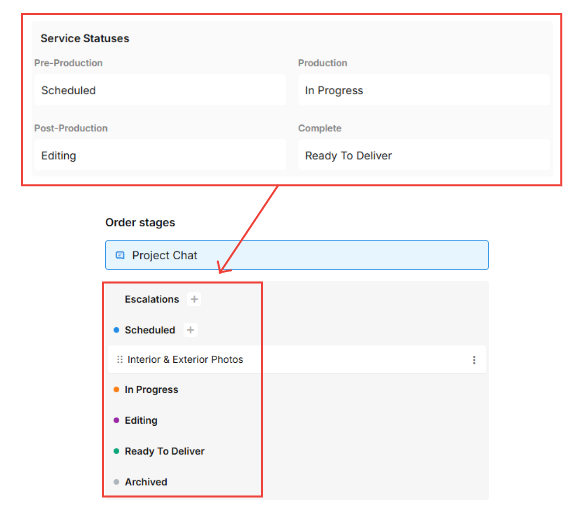 Service Statuses
Pre-Production
Production
Scheduled
In Progress
Post-Production
Complete
Editing
Ready To Deliver
Order stages
Project Chat
Escalations +
Scheduled +
Interior & Exterior Photos
In Progress
Editing
Ready To Deliver
Archived